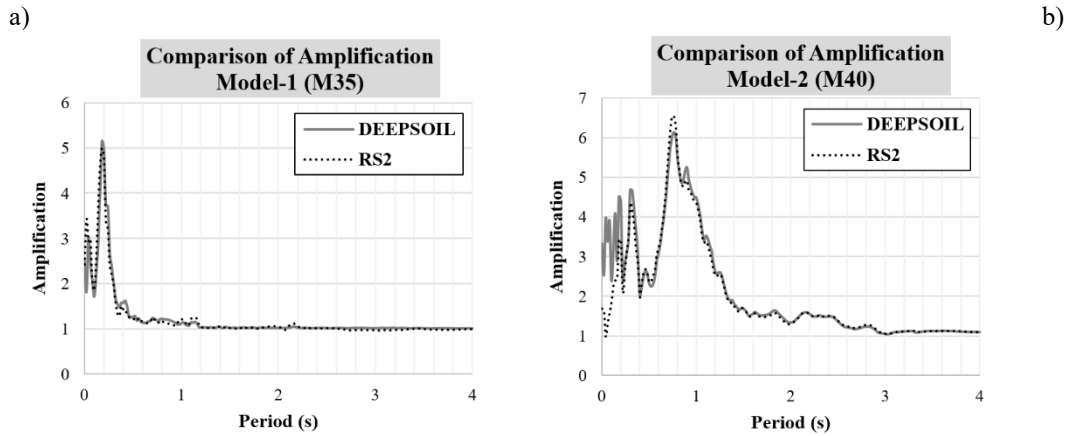 a)
b)
Comparison of Amplification
Model-1 (M35)
6
5
4
3
2
1
0
Amplification
DEEPSOIL
RS2
0
1
2
3
4
Period (s)
Comparison of Amplification
Model-2 (M40)
7
6
5
4
3
2
1
0
Amplification
DEEPSOIL
RS2
0
1
2
3
4
Period (s)